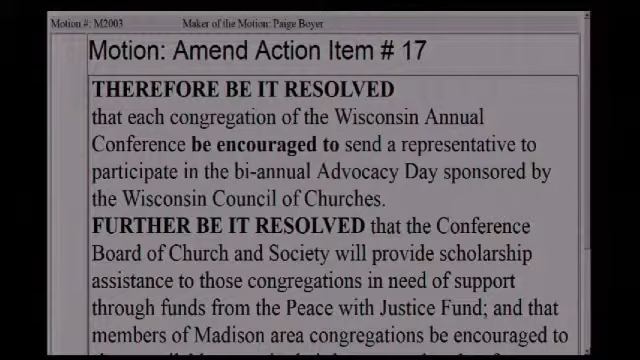 Motion #: M2003 Maker of the Motion: Paige Boyer
Motion: Amend Action Item # 17
THEREFORE BE IT RESOLVED
that each congregation of the Wisconsin Annual
Conference be encouraged to send a representative to
participate in the bi-annual Advocacy Day sponsored by
the Wisconsin Council of Churches.
FURTHER BE IT RESOLVED that the Conference
Board of Church and Society will provide scholarship
assistance to those congregations in need of support
through funds from the Peace with Justice Fund; and that
members of Madison area congregations be encouraged to